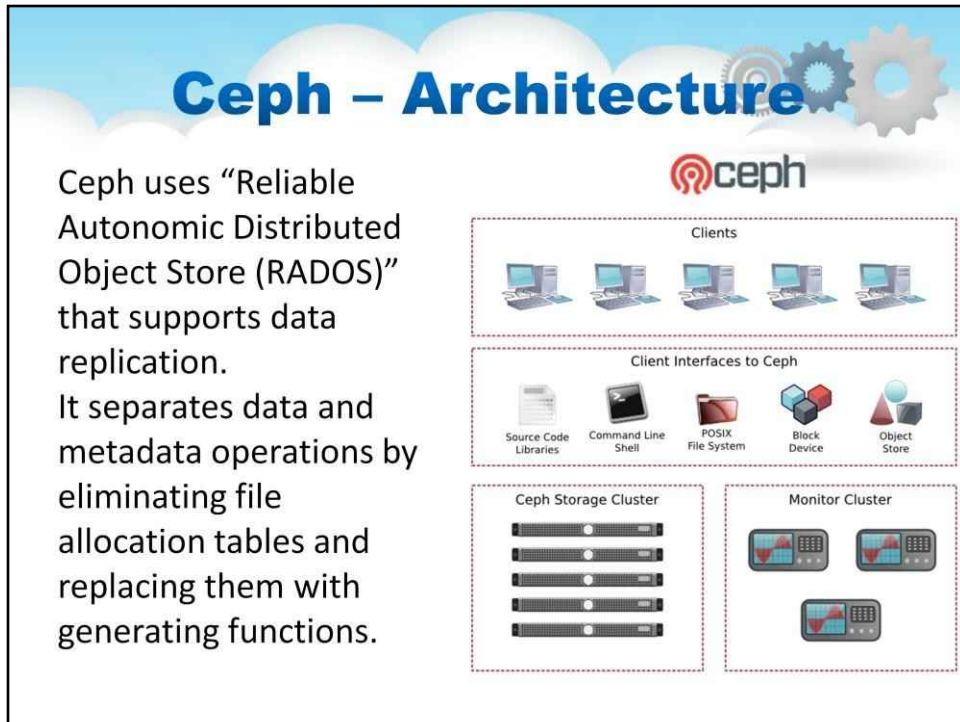 Ceph – Architecture
Ceph uses “Reliable
Autonomic Distributed
Object Store (RADOS)”
that supports data
replication.
It separates data and
metadata operations by
eliminating file
allocation tables and
replacing them with
generating functions.
ceph
Clients
Client Interfaces to Ceph
Source Code
Libraries
Command Line
Shell
POSIX
File System
Block
Device
Object
Store
Ceph Storage Cluster
Monitor Cluster